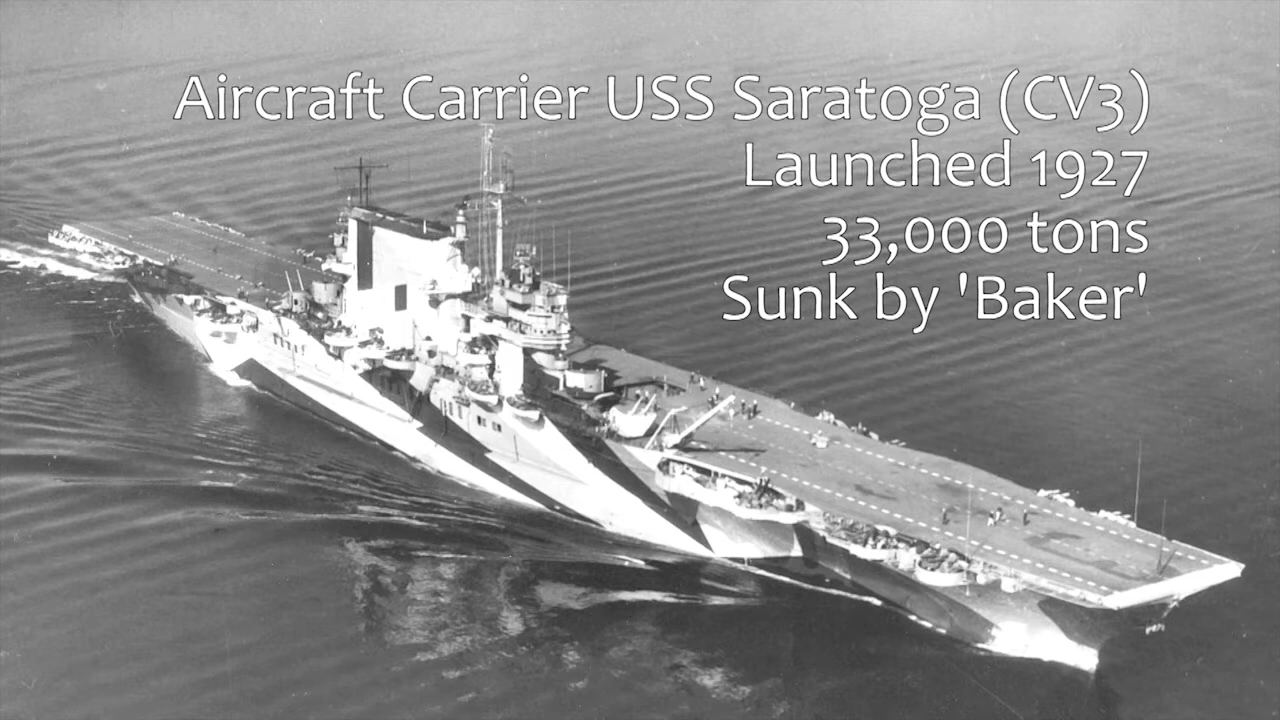 Aircraft Carrier USS Saratoga (CV3)
Launched 1927
33,000 tons
Sunk by 'Baker'